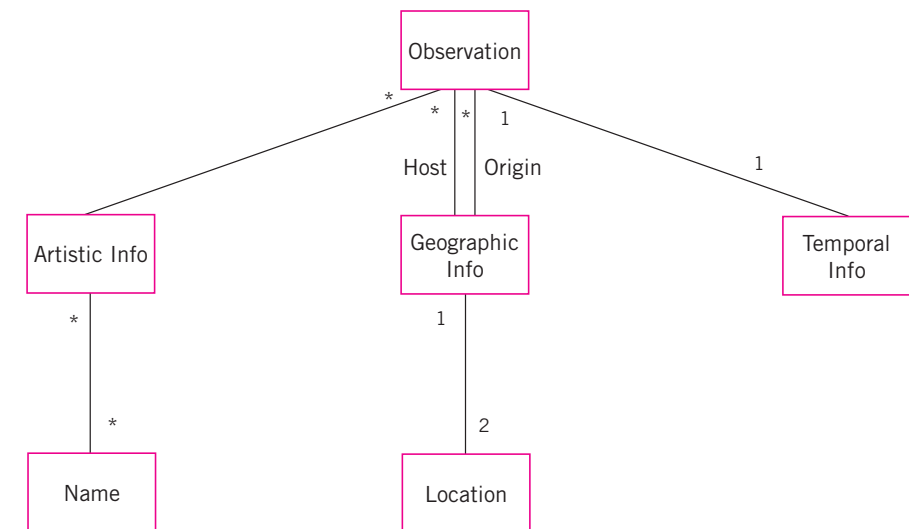 Observation
*
*
*
1
1
Host
Origin
Artistic Info
Geographic
Info
Temporal
Info
*
1
*
2
Name
Location